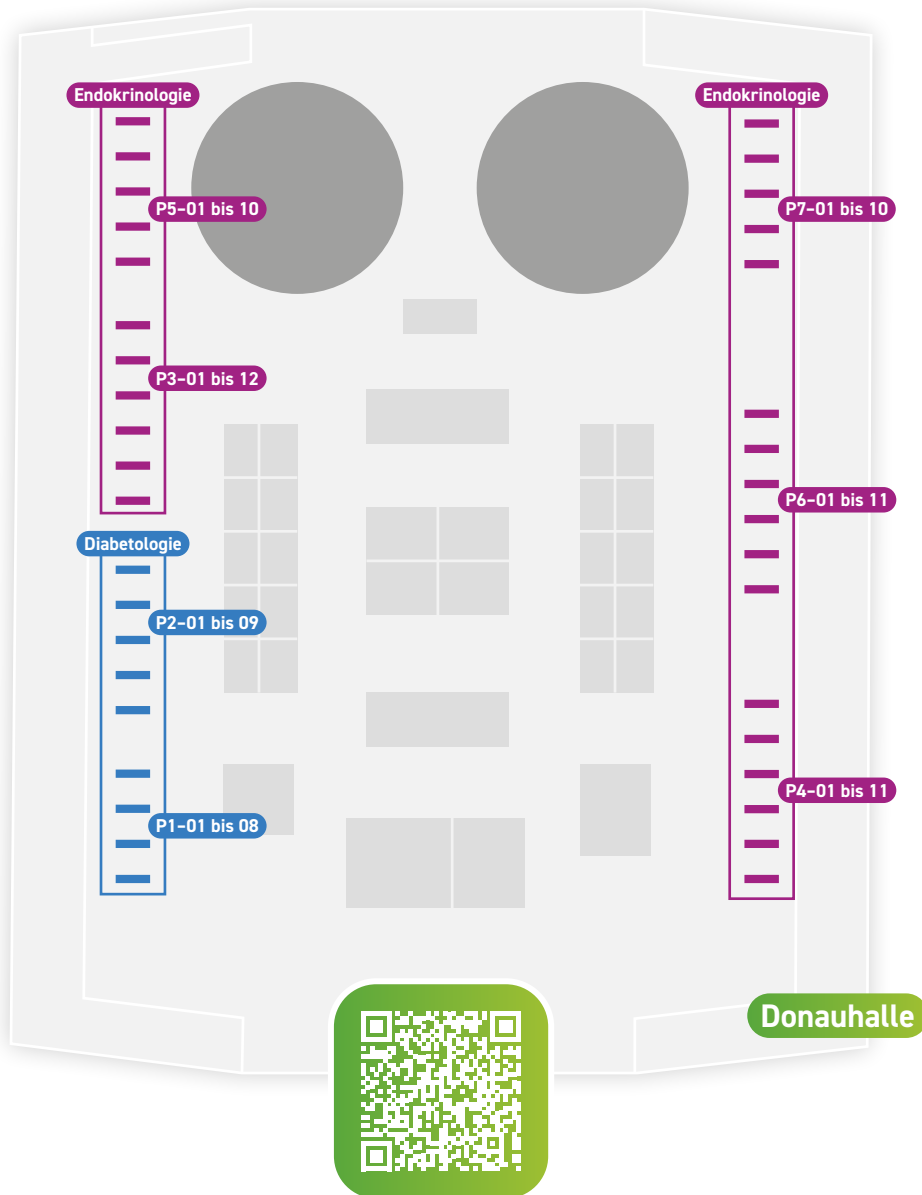 Endokrinologie
Endokrinologie
P5-01 bis 10
P7-01 bis 10
P3-01 bis 12
P6-01 bis 11
Diabetologie
P2-01 bis 09
P4-01 bis 11
P1-01 bis 08
Donauhalle